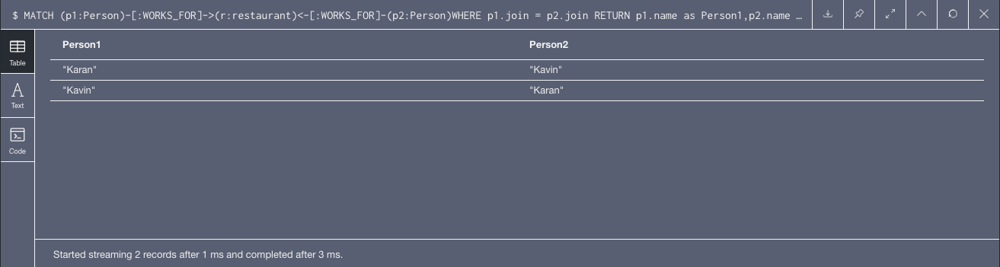 $ MATCH (p1:Person)-[:WORKS_FOR]->(r:restaurant)<-[:WORKS_FOR]-(p2:Person)WHERE p1.join = p2.join RETURN p1.name as Person1,p2.name …
Table
Person1 Person2
"Karan" "Kavin"
"Kavin" "Karan"
Text
Code
Started streaming 2 records after 1 ms and completed after 3 ms.